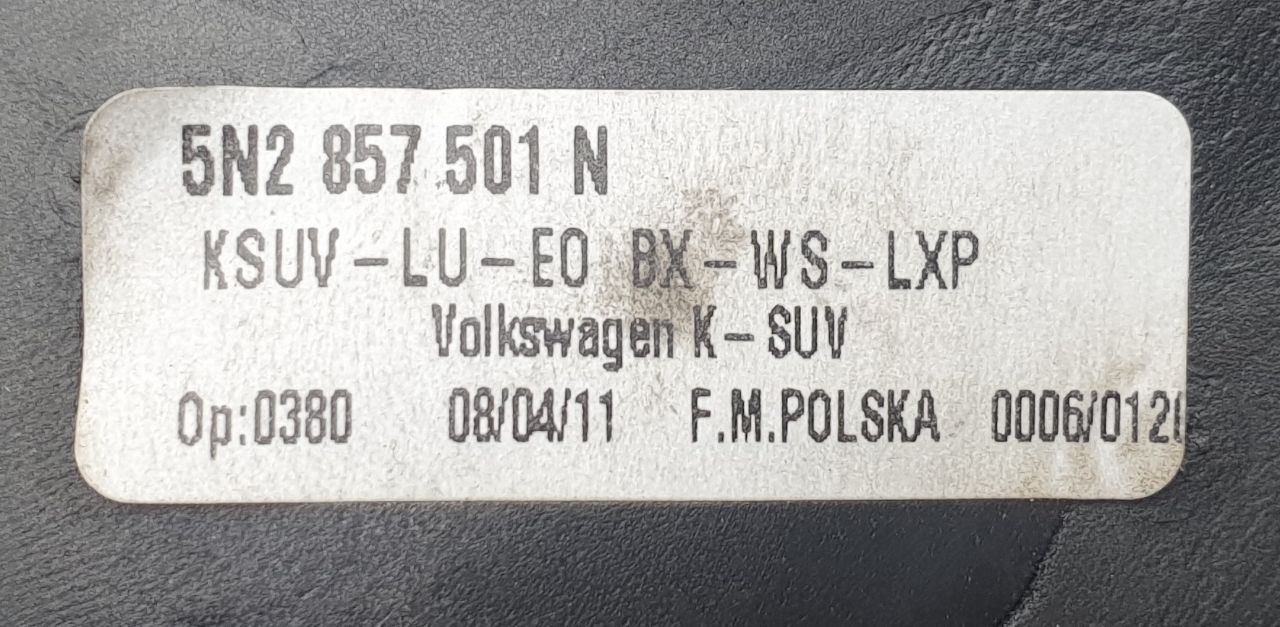 5N2 857 501 N
KSUV-LU-EO BX-WS-LXP
Volkswagen K-SUV
Op:0380 08/04/11 F.M.POLSKA